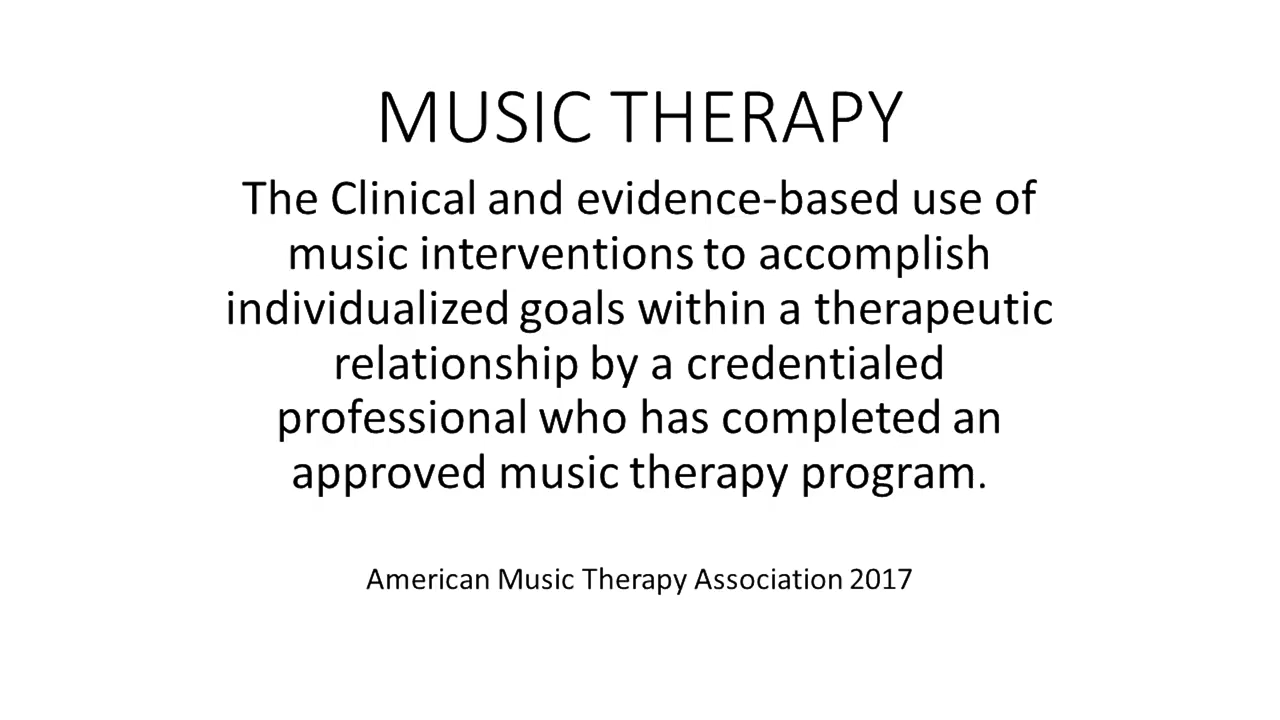 MUSIC THERAPY
The Clinical and evidence-based use of
music interventions to accomplish
individualized goals within a therapeutic
relationship by a credentialed
professional who has completed an
approved music therapy program.
American Music Therapy Association 2017